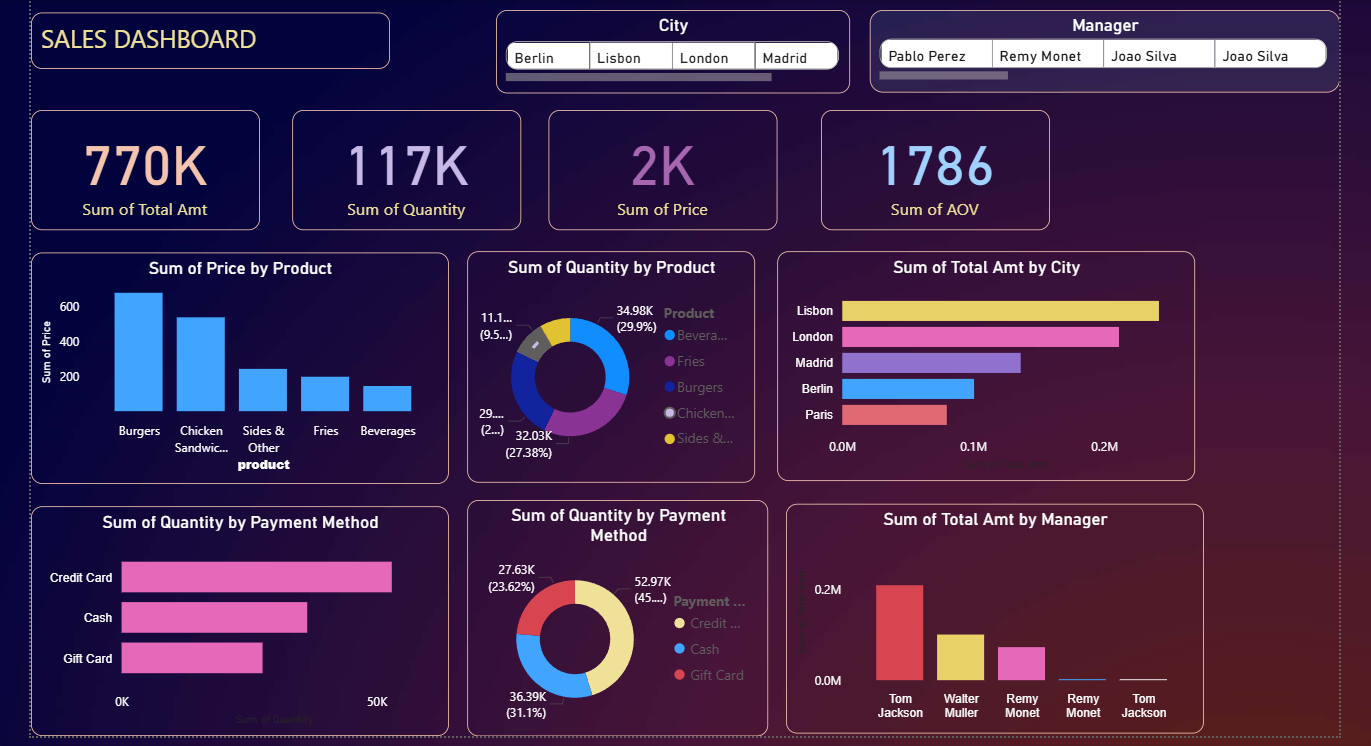 SALES DASHBOARD
City
Berlin Lisbon London Madrid
Manager
Pablo Perez Remy Monet Joao Silva Joao Silva
770K
Sum of Total Amt
117K
Sum of Quantity
2K
Sum of Price
1786
Sum of AOV
Sum of Price by Product
Sum of Price
600
400
200
Burgers
Chicken
Sandwic...
Sides &
Other
Fries
Beverages
product
Sum of Quantity by Product
34.98K
(29.9%)
32.03K
(27.38%)
29....
(2...)
11.1...
(9.5...)
Product
Bevera...
Fries
Burgers
Chicken...
Sides &...
Sum of Total Amt by City
Lisbon
London
Madrid
Berlin
Paris
0.0M 0.1M 0.2M
Sum of Quantity by Payment Method
Credit Card
Cash
Gift Card
0K 50K
Sum of Quantity
Sum of Quantity by Payment
Method
27.63K
(23.62%)
52.97K
(45....)
36.39K
(31.1%)
Payment ...
Credit ...
Cash
Gift Card
Sum of Total Amt by Manager
0.2M
0.0M
Tom
Jackson
Walter
Muller
Remy
Monet
Remy
Monet
Tom
Jackson